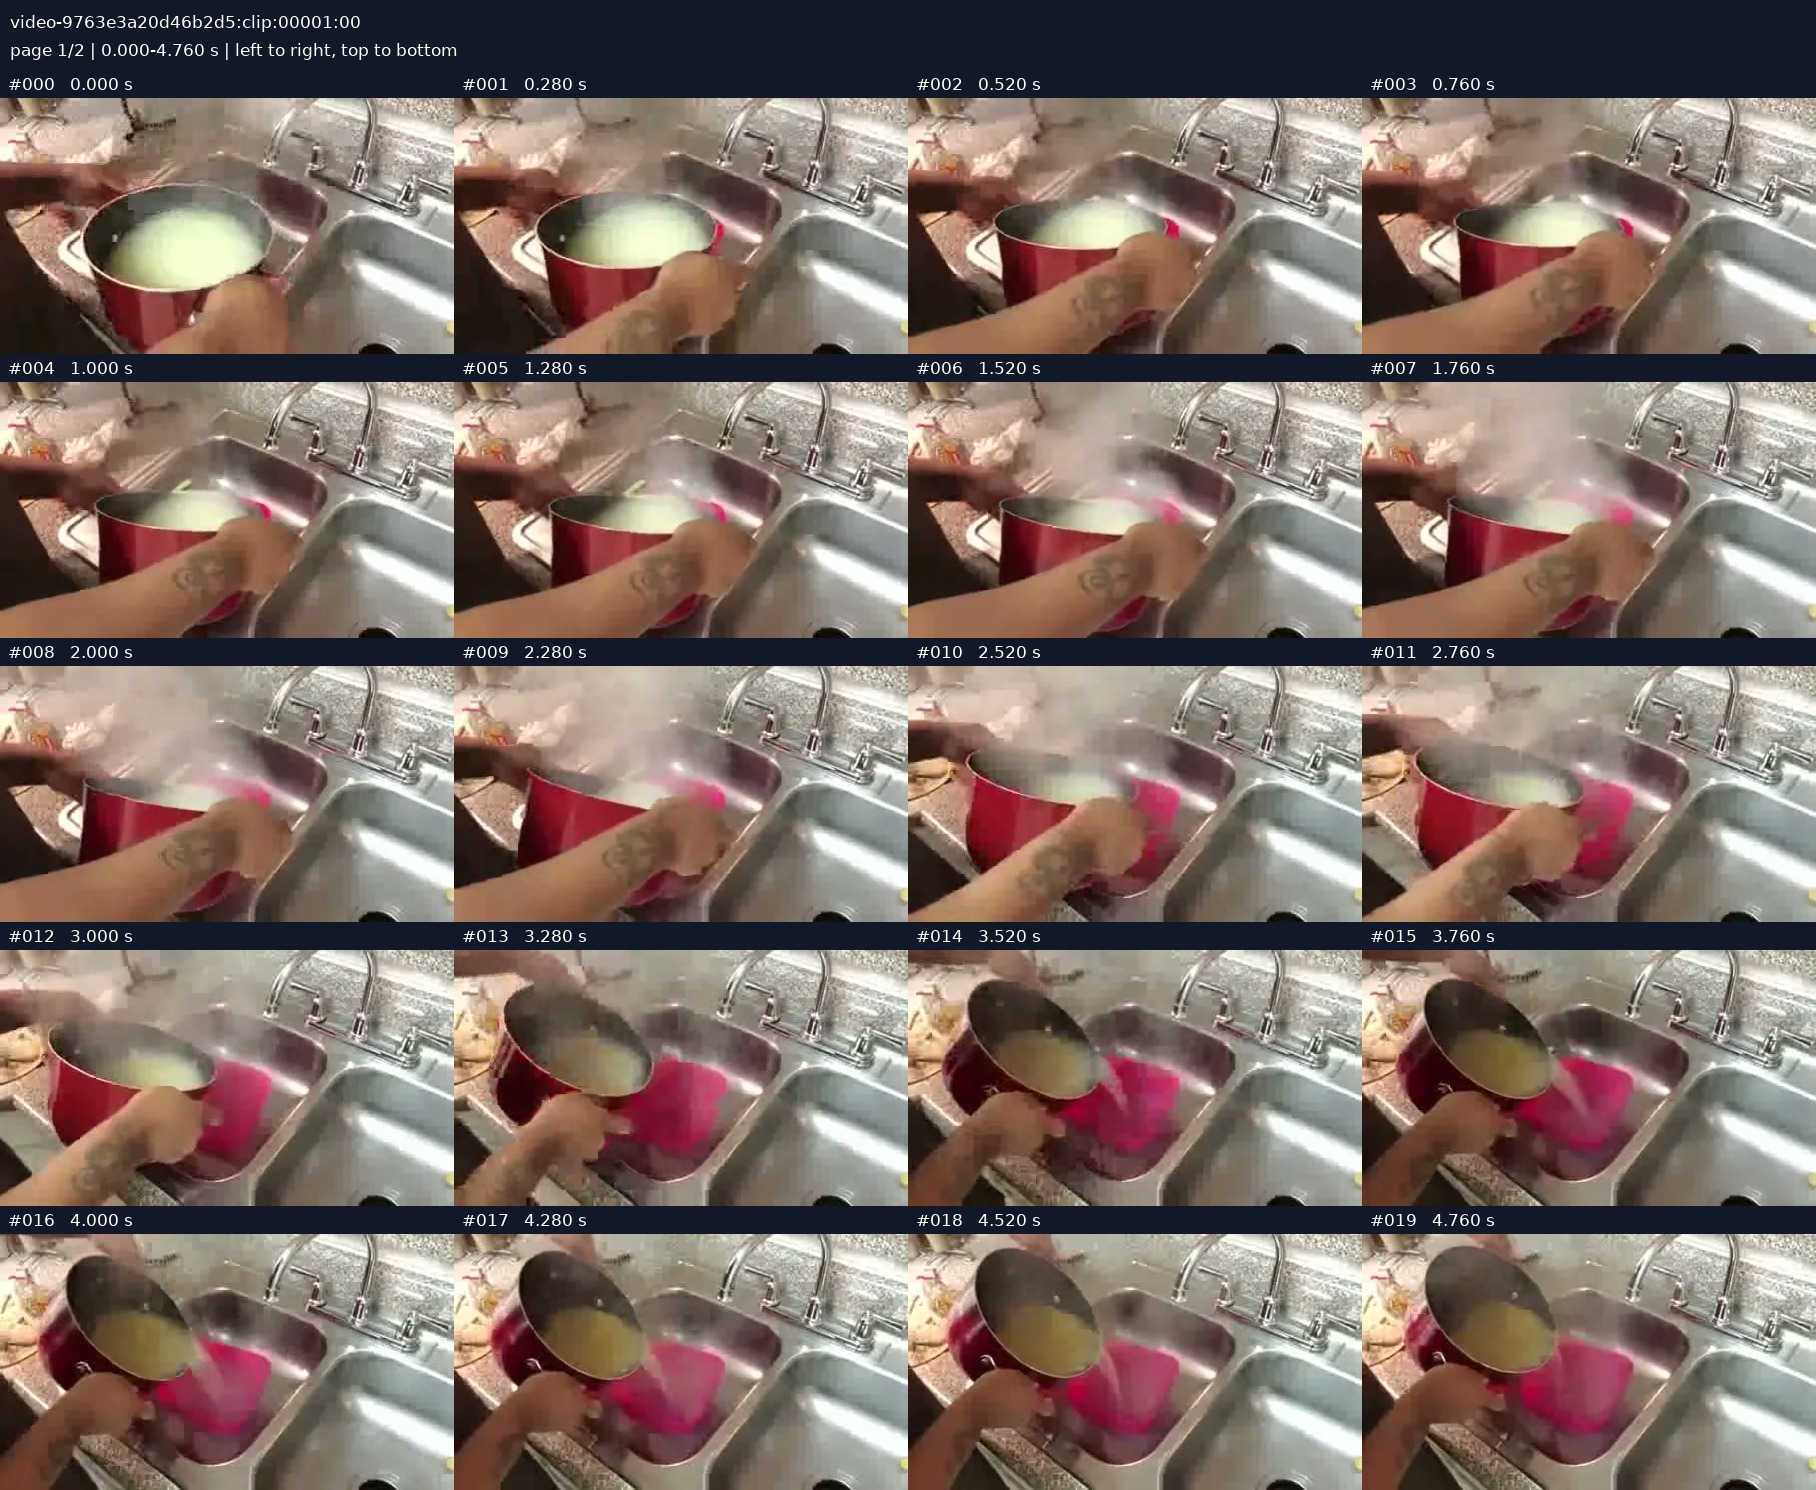 video-9763e3a20d46b2d5:clip:00001:00
page 1/2 | 0.000-4.760 s | left to right, top to bottom
#000 0.000 s
#001 0.280 s
#002 0.520 s
#003 0.760 s
#004 1.000 s
#005 1.280 s
#006 1.520 s
#007 1.760 s
#008 2.000 s
#009 2.280 s
#010 2.520 s
#011 2.760 s
#012 3.000 s
#013 3.280 s
#014 3.520 s
#015 3.760 s
#016 4.000 s
#017 4.280 s
#018 4.520 s
#019 4.760 s